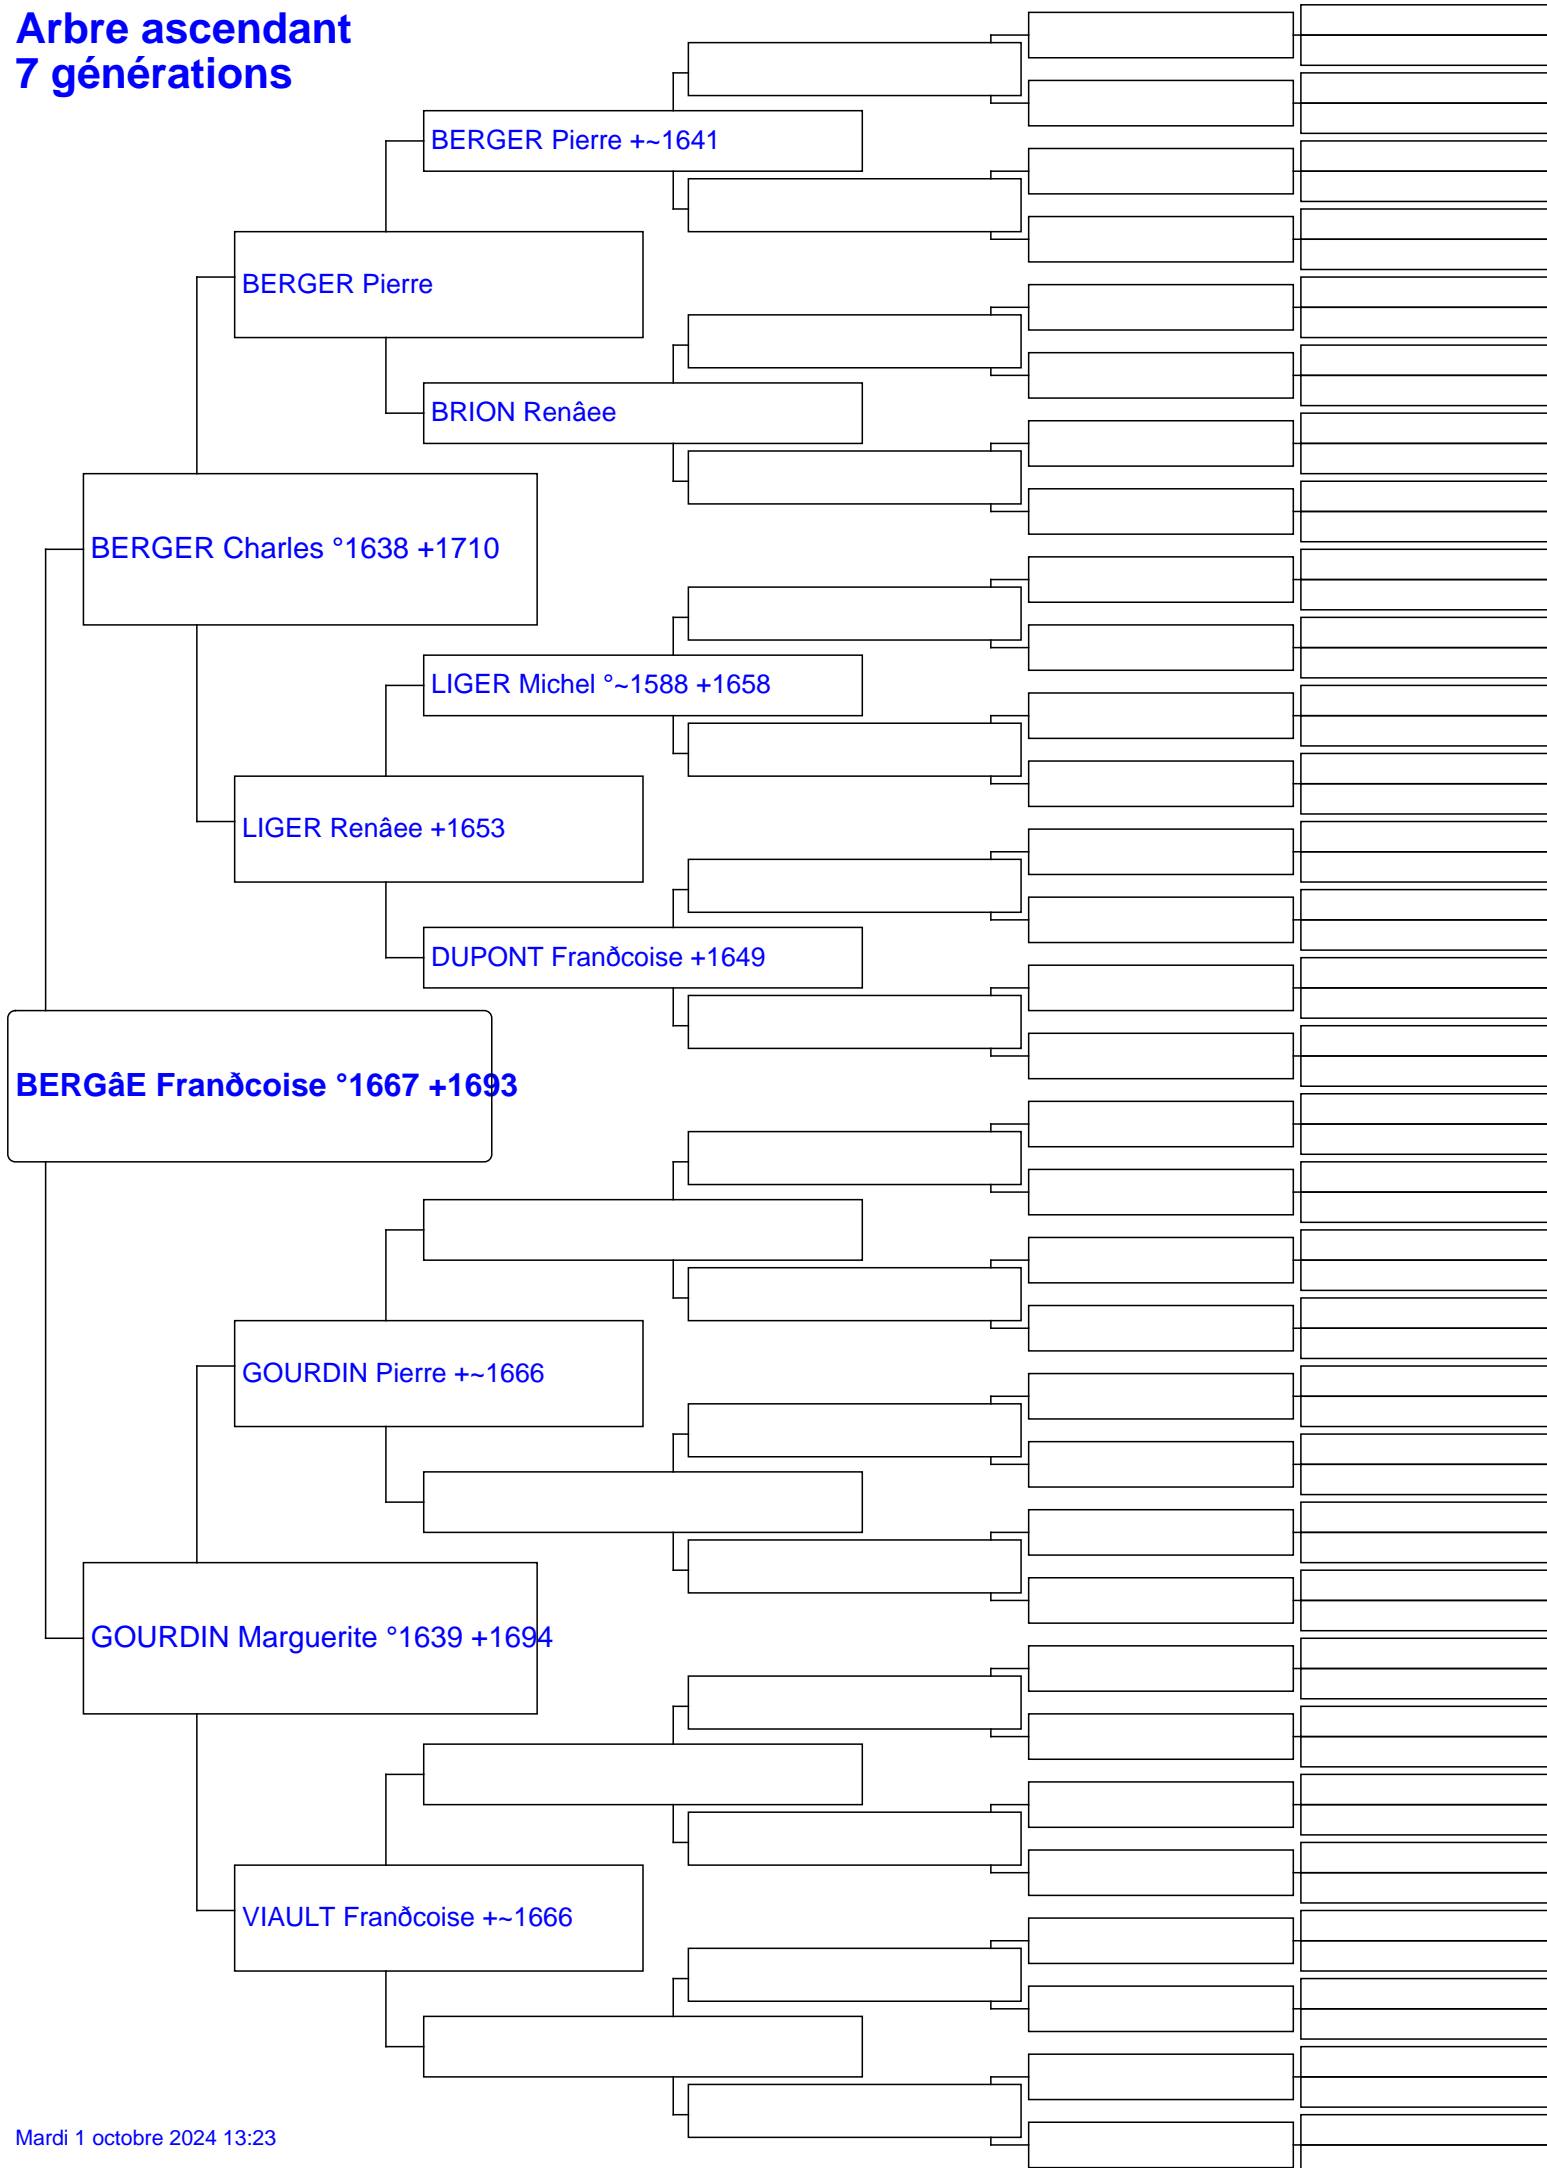 Arbre ascendant
7 générations
BERGER Pierre +~1641
BERGER Pierre
BRION Renâee
BERGER Charles °1638 +1710
LIGER Michel °~1588 +1658
LIGER Renâee +1653
DUPONT Franðcoise +1649
BERGâE Franðcoise °1667 +1693
GOURDIN Pierre +~1666
GOURDIN Marguerite °1639 +1694
VIAULT Franðcoise +~1666
Mardi 1 octobre 2024 13:23